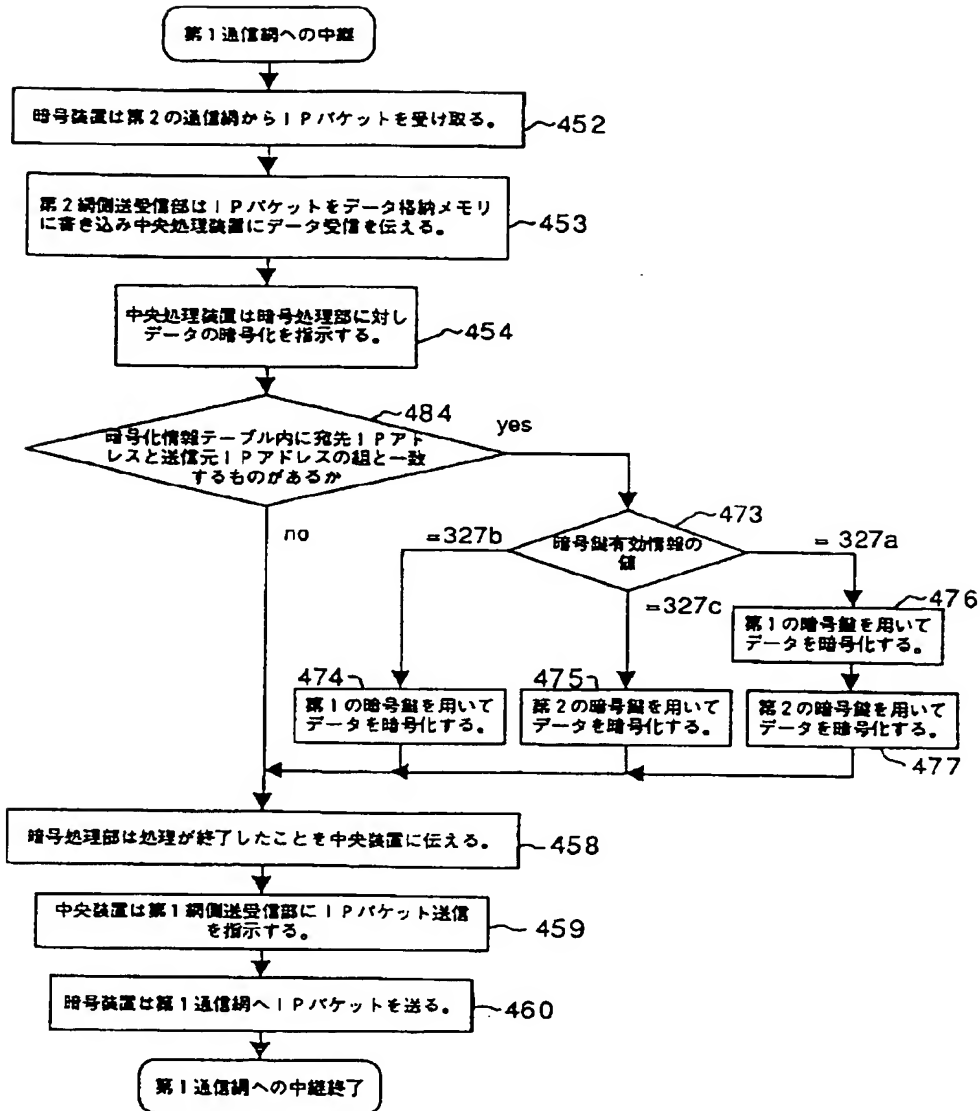 第1通信網への中継
暗号装置は第2の通信網からIPパケットを受け取る。
452
第2網側送受信部はIPパケットをデータ格納メモリ
に書き込み中央処理装置にデータ受信を伝える。
453
中央処理装置は暗号処理部に対し
データの暗号化を指示する。
454
484
暗号化情報テーブル内に宛先IPアド
レスと送信元IPアドレスの組と一致
するものがあるか
yes
no
473
暗号鍵有効情報の
値
=327b
=327c
=327a
476
第1の暗号鍵を用いて
データを暗号化する。
474
第1の暗号鍵を用いて
データを暗号化する。
475
第2の暗号鍵を用いて
データを暗号化する。
第2の暗号鍵を用いて
データを暗号化する。
477
暗号処理部は処理が終了したことを中央装置に伝える。
458
中央装置は第1網側送受信部にIPパケット送信
を指示する。
459
暗号装置は第1通信網へIPパケットを送る。
460
第1通信網への中継終了